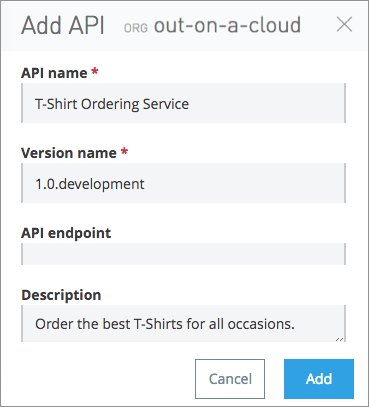 Add API ORG out-on-a-cloud
API name *
T-Shirt Ordering Service
Version name *
1.0.development
API endpoint
Description
Order the best T-Shirts for all occasions.
Cancel Add